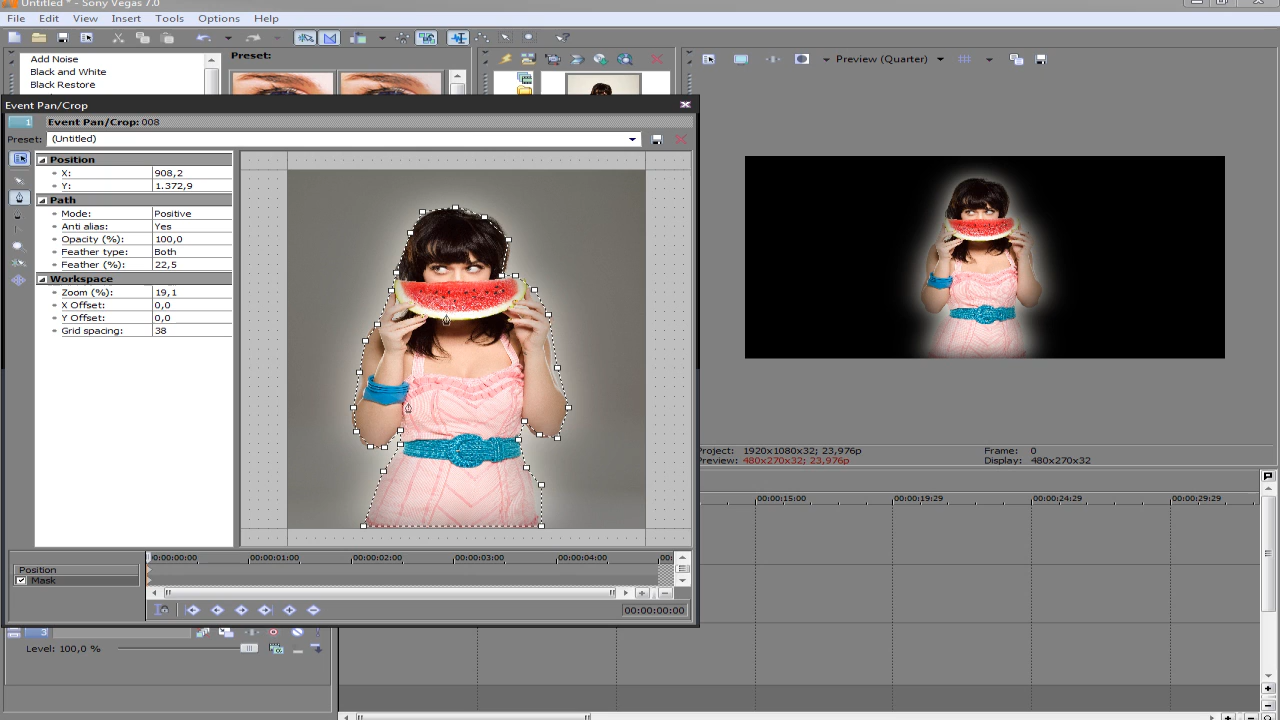 Untitled * - Sony Vegas 7.0
File Edit View Insert Tools Options Help
Add Noise
Black and White
Black Restore
Preset:
Preview (Quarter)
Event Pan/Crop
1 Event Pan/Crop: 008
Preset: (Untitled)
Position
X: 908,2
Y: 1.372,9
Path
Mode: Positive
Anti alias: Yes
Opacity (%): 100,0
Feather type: Both
Feather (%): 22,5
Workspace
Zoom (%): 19,1
X Offset: 0,0
Y Offset: 0,0
Grid spacing: 38
Project: 1920x1080x32; 23,976p Frame: 0
Preview: 480x270x32; 23,976p Display: 480x270x32
00:00:15:00 00:00:19:29 00:00:24:29 00:00:29:29
00:00:00:00 00:00:01:00 00:00:02:00 00:00:03:00 00:00:04:00 00:
Position
Mask
00:00:00:00
3
Level: 100,0 %